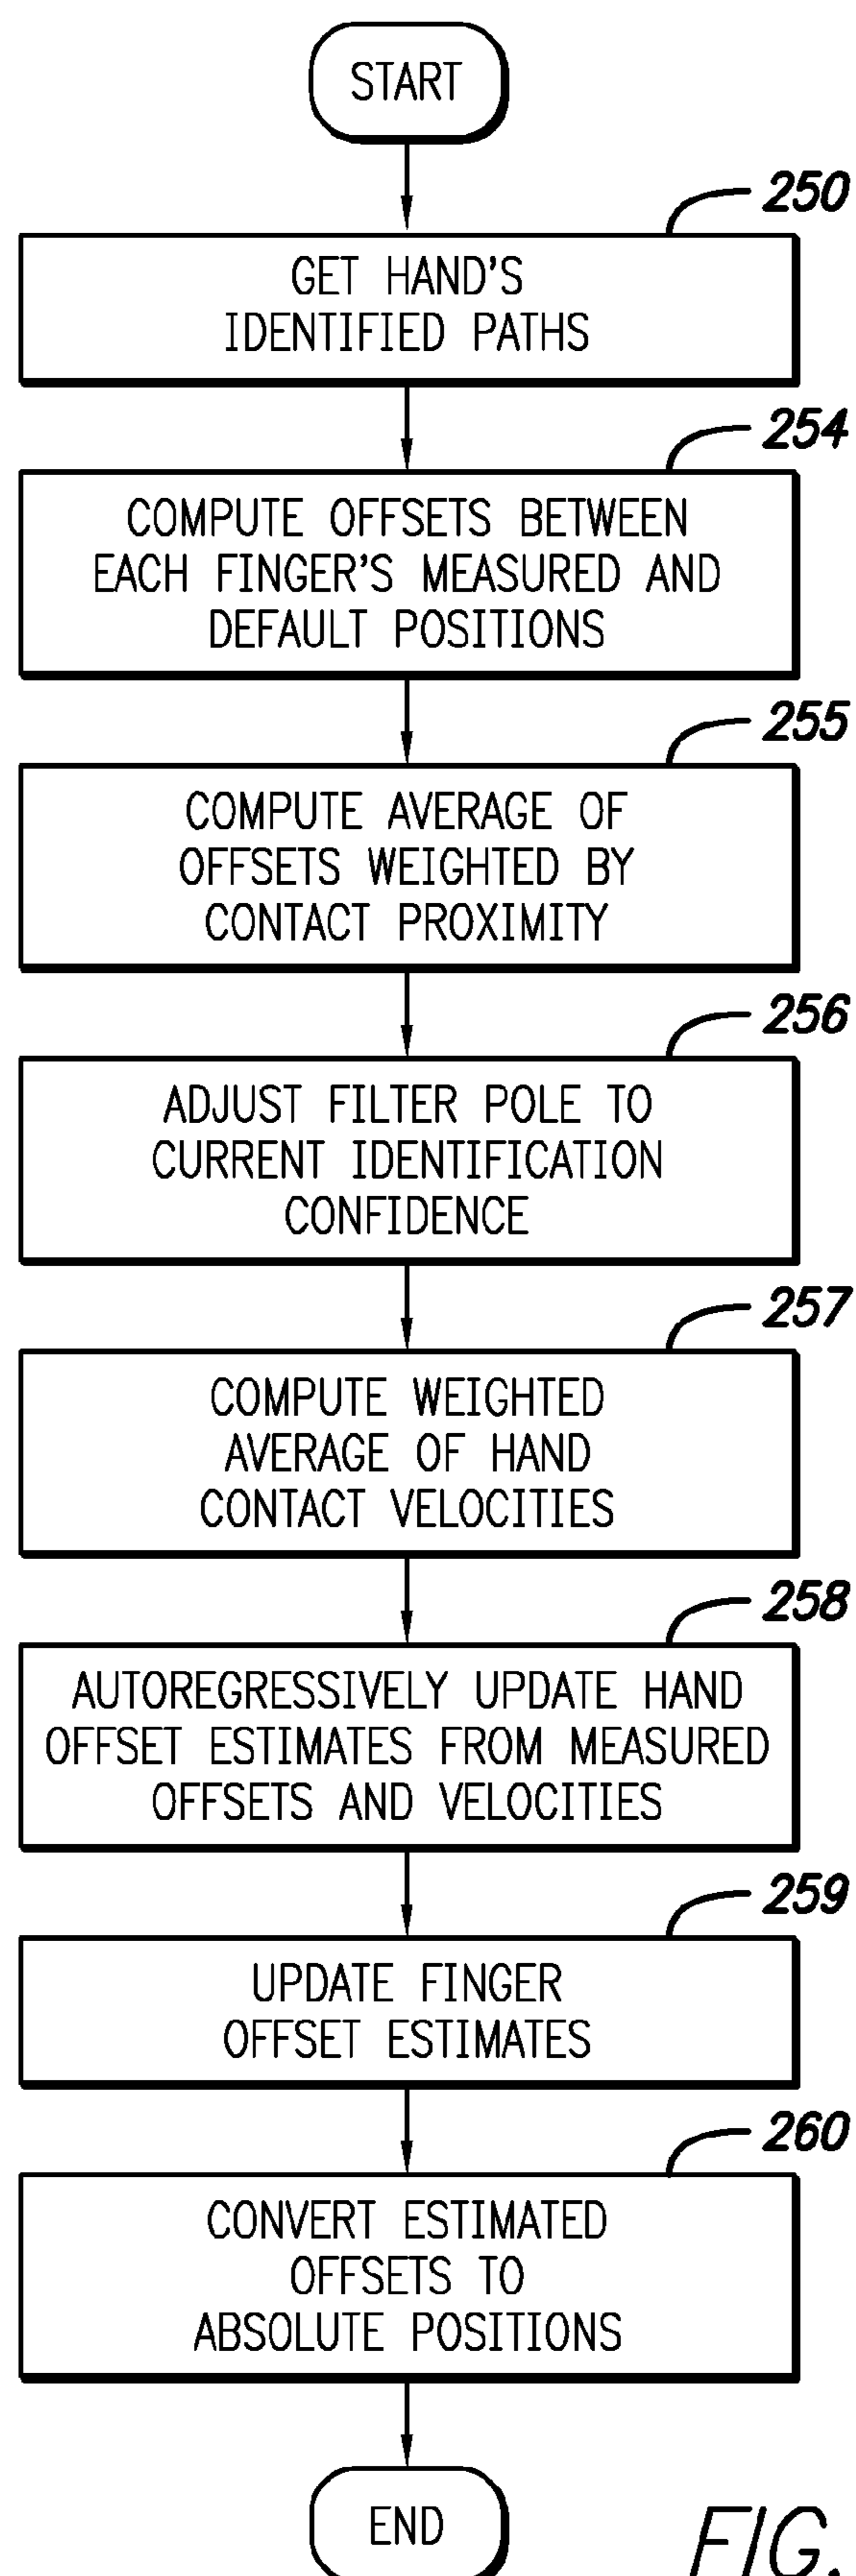 START
250
GET HAND'S
IDENTIFIED PATHS
254
COMPUTE OFFSETS BETWEEN
EACH FINGER'S MEASURED AND
DEFAULT POSITIONS
255
COMPUTE AVERAGE OF
OFFSETS WEIGHTED BY
CONTACT PROXIMITY
256
ADJUST FILTER POLE TO
CURRENT IDENTIFICATION
CONFIDENCE
257
COMPUTE WEIGHTED
AVERAGE OF HAND
CONTACT VELOCITIES
258
AUTOREGRESSIVELY UPDATE HAND
OFFSET ESTIMATES FROM MEASURED
OFFSETS AND VELOCITIES
259
UPDATE FINGER
OFFSET ESTIMATES
260
CONVERT ESTIMATED
OFFSETS TO
ABSOLUTE POSITIONS
END
FIG.